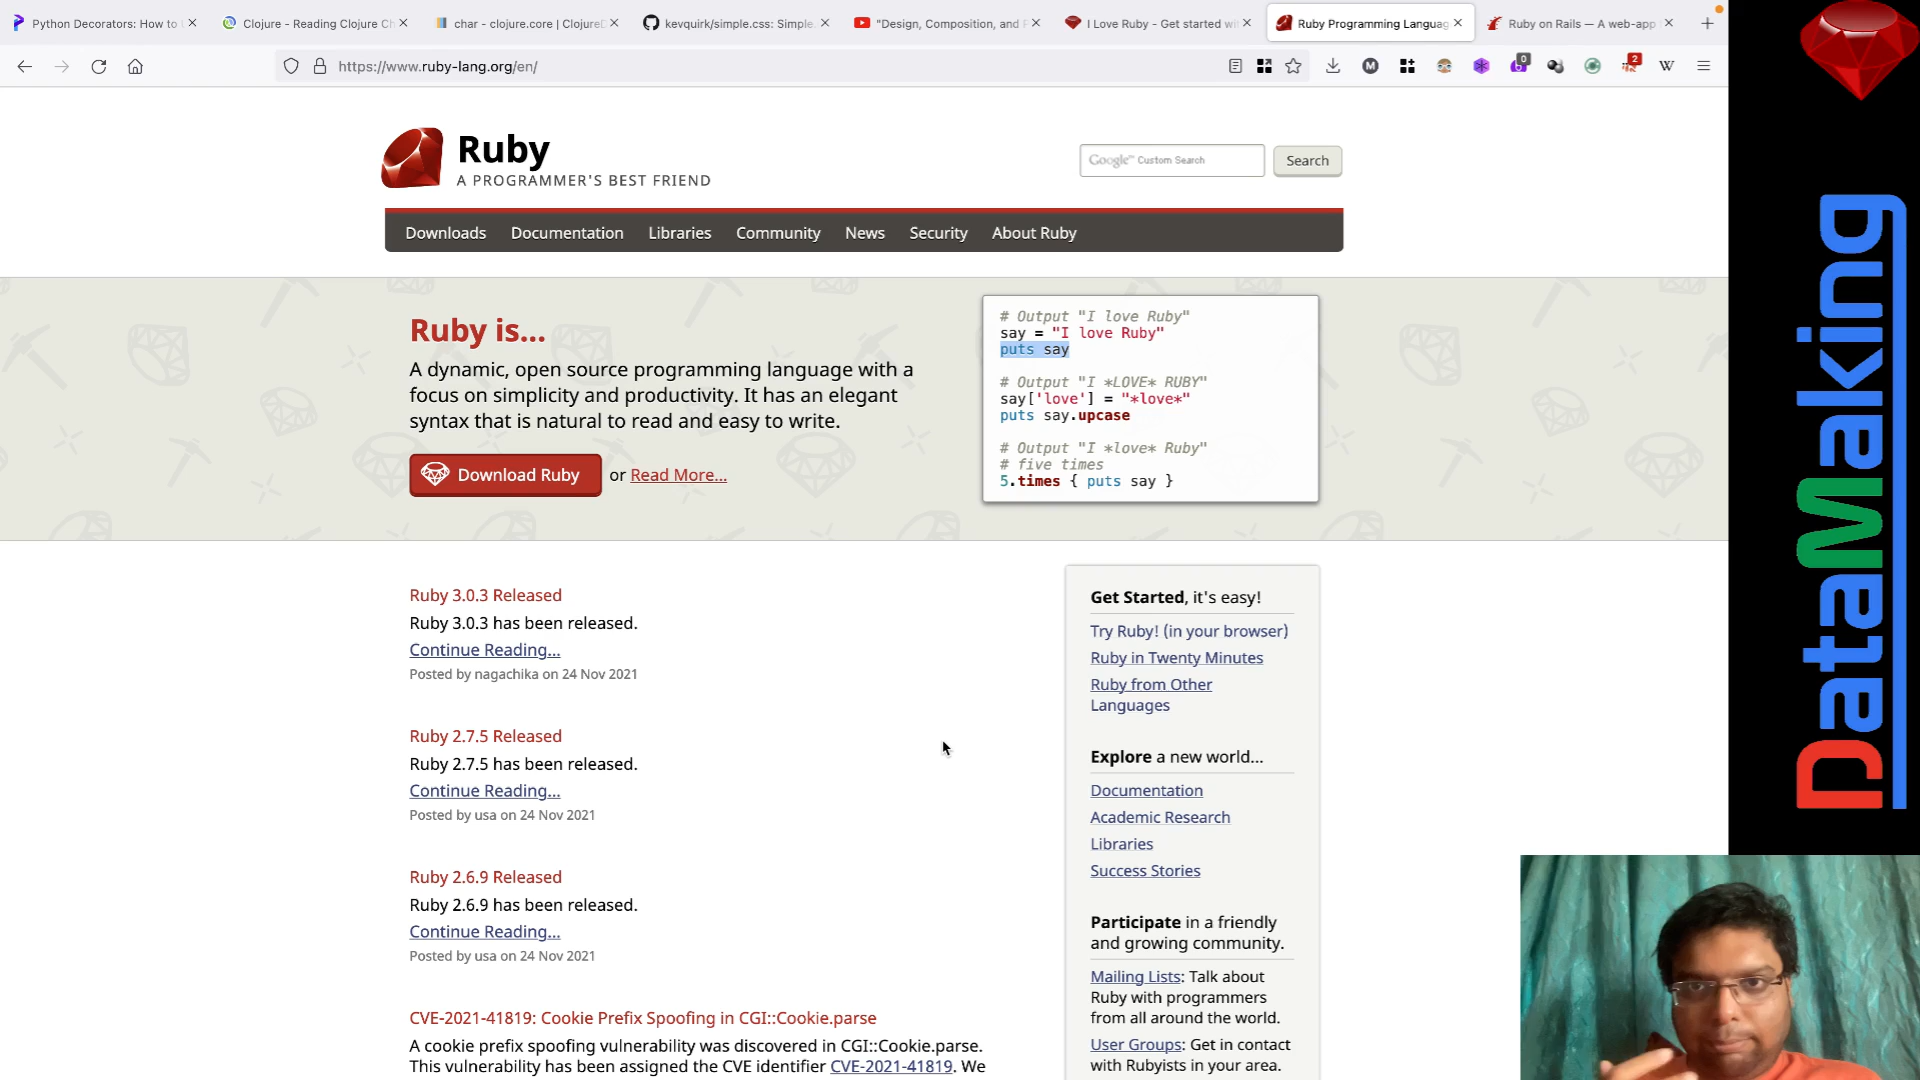 Python Decorators: How to
Clojure - Reading Clojure Ch
char - clojure.core | ClojureD
kevquirk/simple.css: Simple.
"Design, Composition, and P
I Love Ruby - Get started wi
Ruby Programming Languag
Ruby on Rails — A web-app
https://www.ruby-lang.org/en/
M
0
2
W
Ruby
A PROGRAMMER'S BEST FRIEND
Google™ Custom Search
Search
Downloads Documentation Libraries Community News Security About Ruby
Ruby is...
A dynamic, open source programming language with a
focus on simplicity and productivity. It has an elegant
syntax that is natural to read and easy to write.
Download Ruby or Read More...
# Output "I love Ruby"
say = "I love Ruby"
puts say
# Output "I *LOVE* RUBY"
say['love'] = "*love*"
puts say.upcase
# Output "I *love* Ruby"
# five times
5.times { puts say }
Ruby 3.0.3 Released
Ruby 3.0.3 has been released.
Continue Reading...
Posted by nagachika on 24 Nov 2021
Ruby 2.7.5 Released
Ruby 2.7.5 has been released.
Continue Reading...
Posted by usa on 24 Nov 2021
Ruby 2.6.9 Released
Ruby 2.6.9 has been released.
Continue Reading...
Posted by usa on 24 Nov 2021
CVE-2021-41819: Cookie Prefix Spoofing in CGI::Cookie.parse
A cookie prefix spoofing vulnerability was discovered in CGI::Cookie.parse.
This vulnerability has been assigned the CVE identifier CVE-2021-41819. We
Get Started, it's easy!
Try Ruby! (in your browser)
Ruby in Twenty Minutes
Ruby from Other
Languages
Explore a new world...
Documentation
Academic Research
Libraries
Success Stories
Participate in a friendly
and growing community.
Mailing Lists: Talk about
Ruby with programmers
from all around the world.
User Groups: Get in contact
with Rubyists in your area.
DataMaking